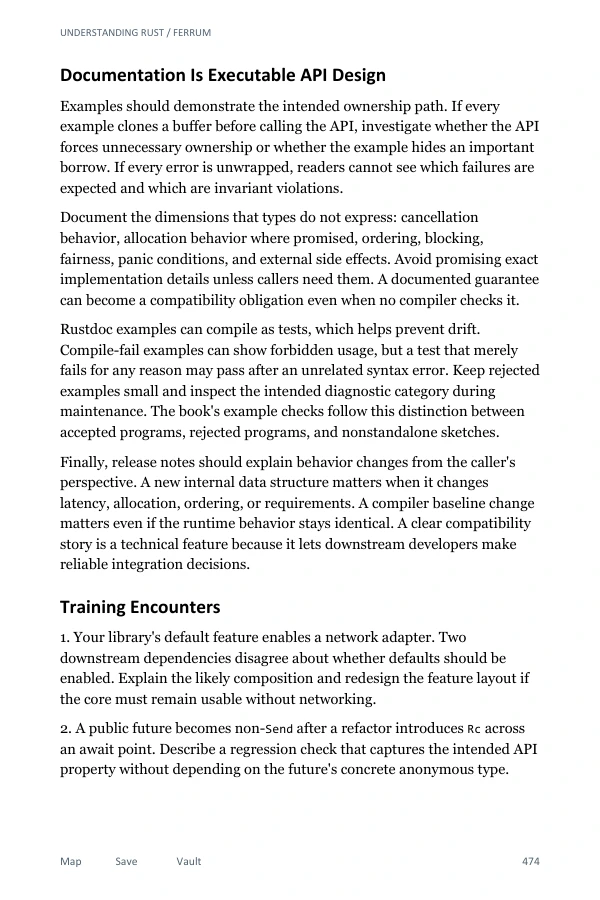 UNDERSTANDING RUST / FERRUM
Documentation Is Executable API Design
Examples should demonstrate the intended ownership path. If every
example clones a buffer before calling the API, investigate whether the API
forces unnecessary ownership or whether the example hides an important
borrow. If every error is unwrapped, readers cannot see which failures are
expected and which are invariant violations.
Document the dimensions that types do not express: cancellation
behavior, allocation behavior where promised, ordering, blocking,
fairness, panic conditions, and external side effects. Avoid promising exact
implementation details unless callers need them. A documented guarantee
can become a compatibility obligation even when no compiler checks it.
Rustdoc examples can compile as tests, which helps prevent drift.
Compile-fail examples can show forbidden usage, but a test that merely
fails for any reason may pass after an unrelated syntax error. Keep rejected
examples small and inspect the intended diagnostic category during
maintenance. The book's example checks follow this distinction between
accepted programs, rejected programs, and nonstandalone sketches.
Finally, release notes should explain behavior changes from the caller's
perspective. A new internal data structure matters when it changes
latency, allocation, ordering, or requirements. A compiler baseline change
matters even if the runtime behavior stays identical. A clear compatibility
story is a technical feature because it lets downstream developers make
reliable integration decisions.
Training Encounters
1. Your library's default feature enables a network adapter. Two
downstream dependencies disagree about whether defaults should be
enabled. Explain the likely composition and redesign the feature layout if
the core must remain usable without networking.
2. A public future becomes non-Send after a refactor introduces Rc across
an await point. Describe a regression check that captures the intended API
property without depending on the future's concrete anonymous type.
Map Save Vault 474